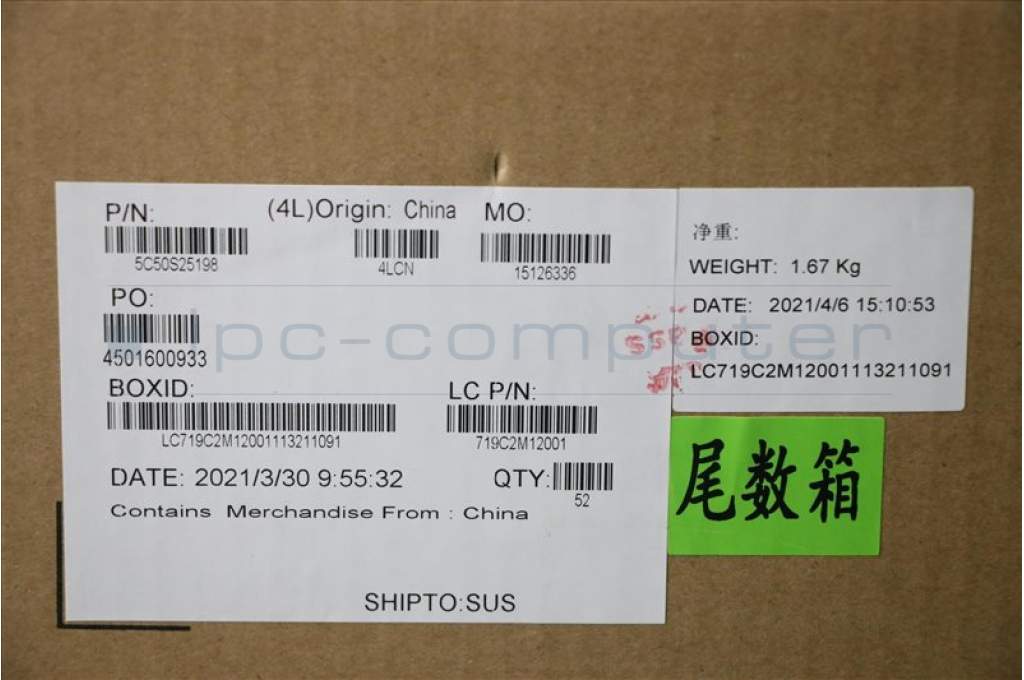 P/N:
(4L)Origin: China
MO:
5C50S25198
4LCN
15126336
PO:
4501600933
BOXID:
LC P/N:
LC719C2M12001113211091
719C2M12001
DATE: 2021/3/30 9:55:32
QTY:
52
Contains Merchandise From : China
SHIPTO:SUS
净重:
WEIGHT: 1.67 Kg
DATE: 2021/4/6 15:10:53
BOXID:
LC719C2M12001113211091
尾数箱
ipc-computer